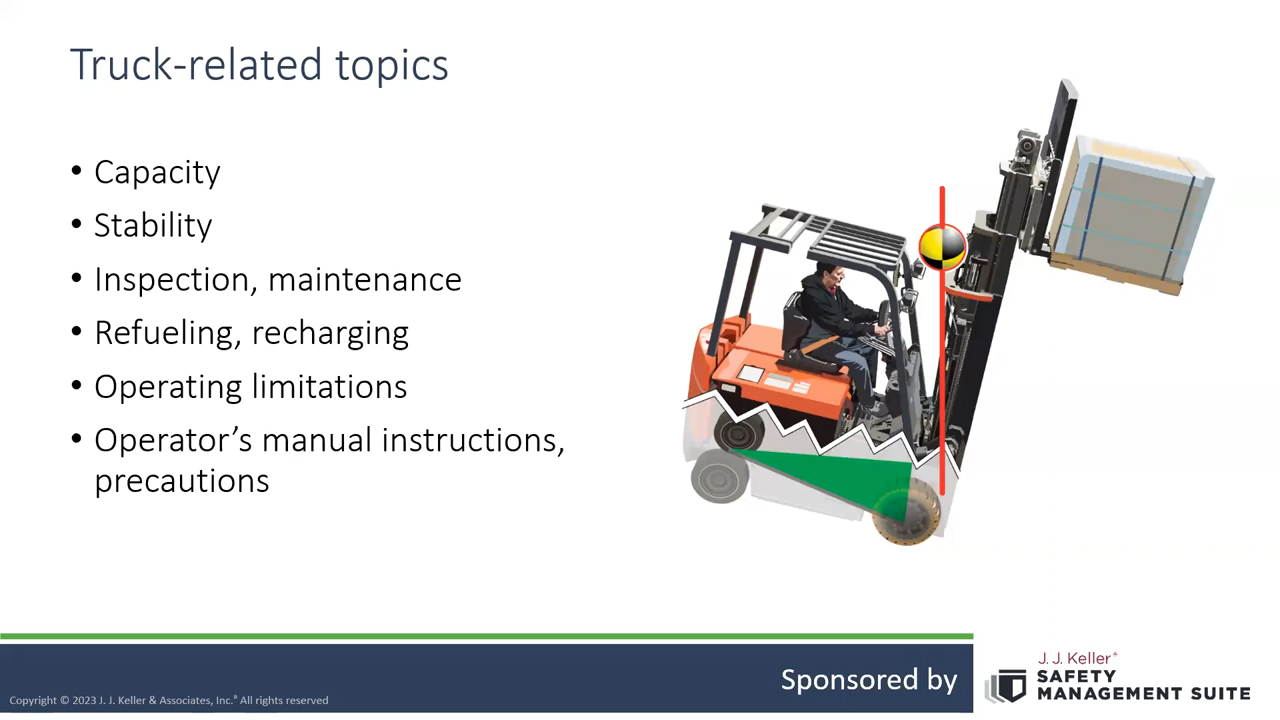 Truck-related topics
• Capacity
• Stability
• Inspection, maintenance
• Refueling, recharging
• Operating limitations
• Operator’s manual instructions,
precautions
Sponsored by
J. J. Keller®
SAFETY
MANAGEMENT SUITE
Copyright © 2023 J. J. Keller & Associates, Inc.® All rights reserved